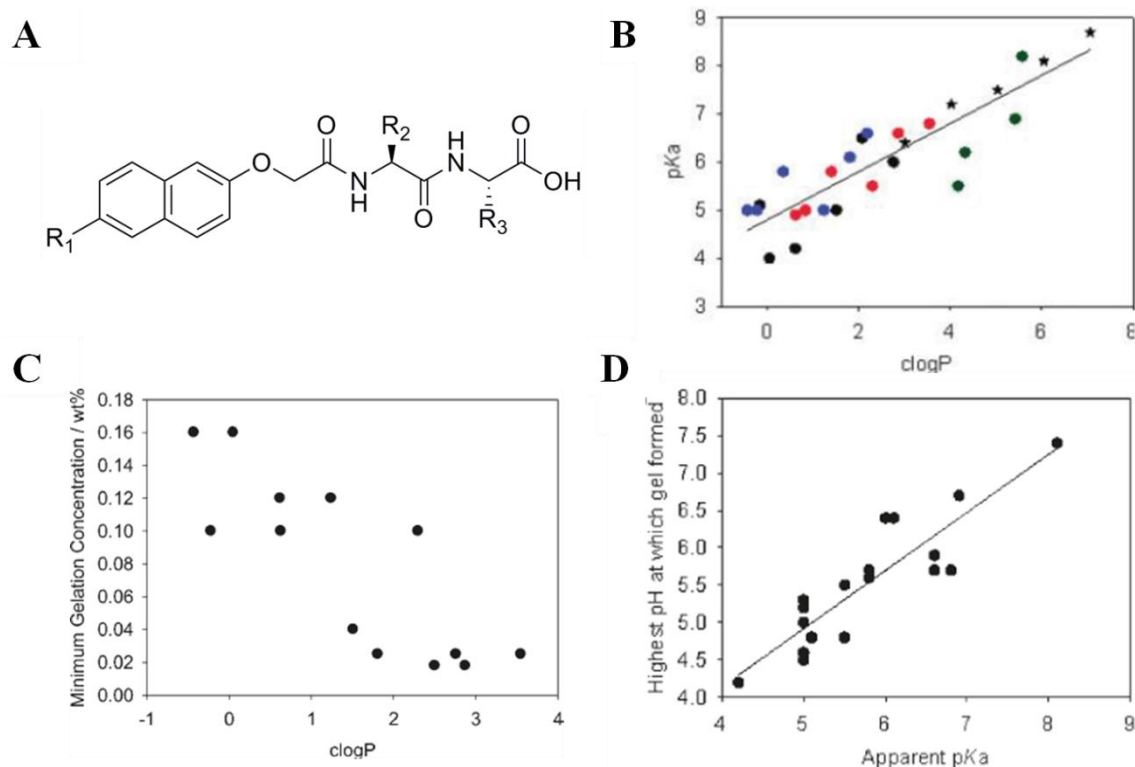 A
R1
O
O
N
H
R2
O
H
N
R3
O
OH
B
pKa
9
8
7
6
5
4
3
0
2
4
6
8
clogP
C
Minimum Gelation Concentration / wt%
0.18
0.16
0.14
0.12
0.10
0.08
0.06
0.04
0.02
0.00
-1
0
1
2
3
4
clogP
D
Highest pH at which gel formed
8.0
7.5
7.0
6.5
6.0
5.5
5.0
4.5
4.0
4
5
6
7
8
9
Apparent pKa